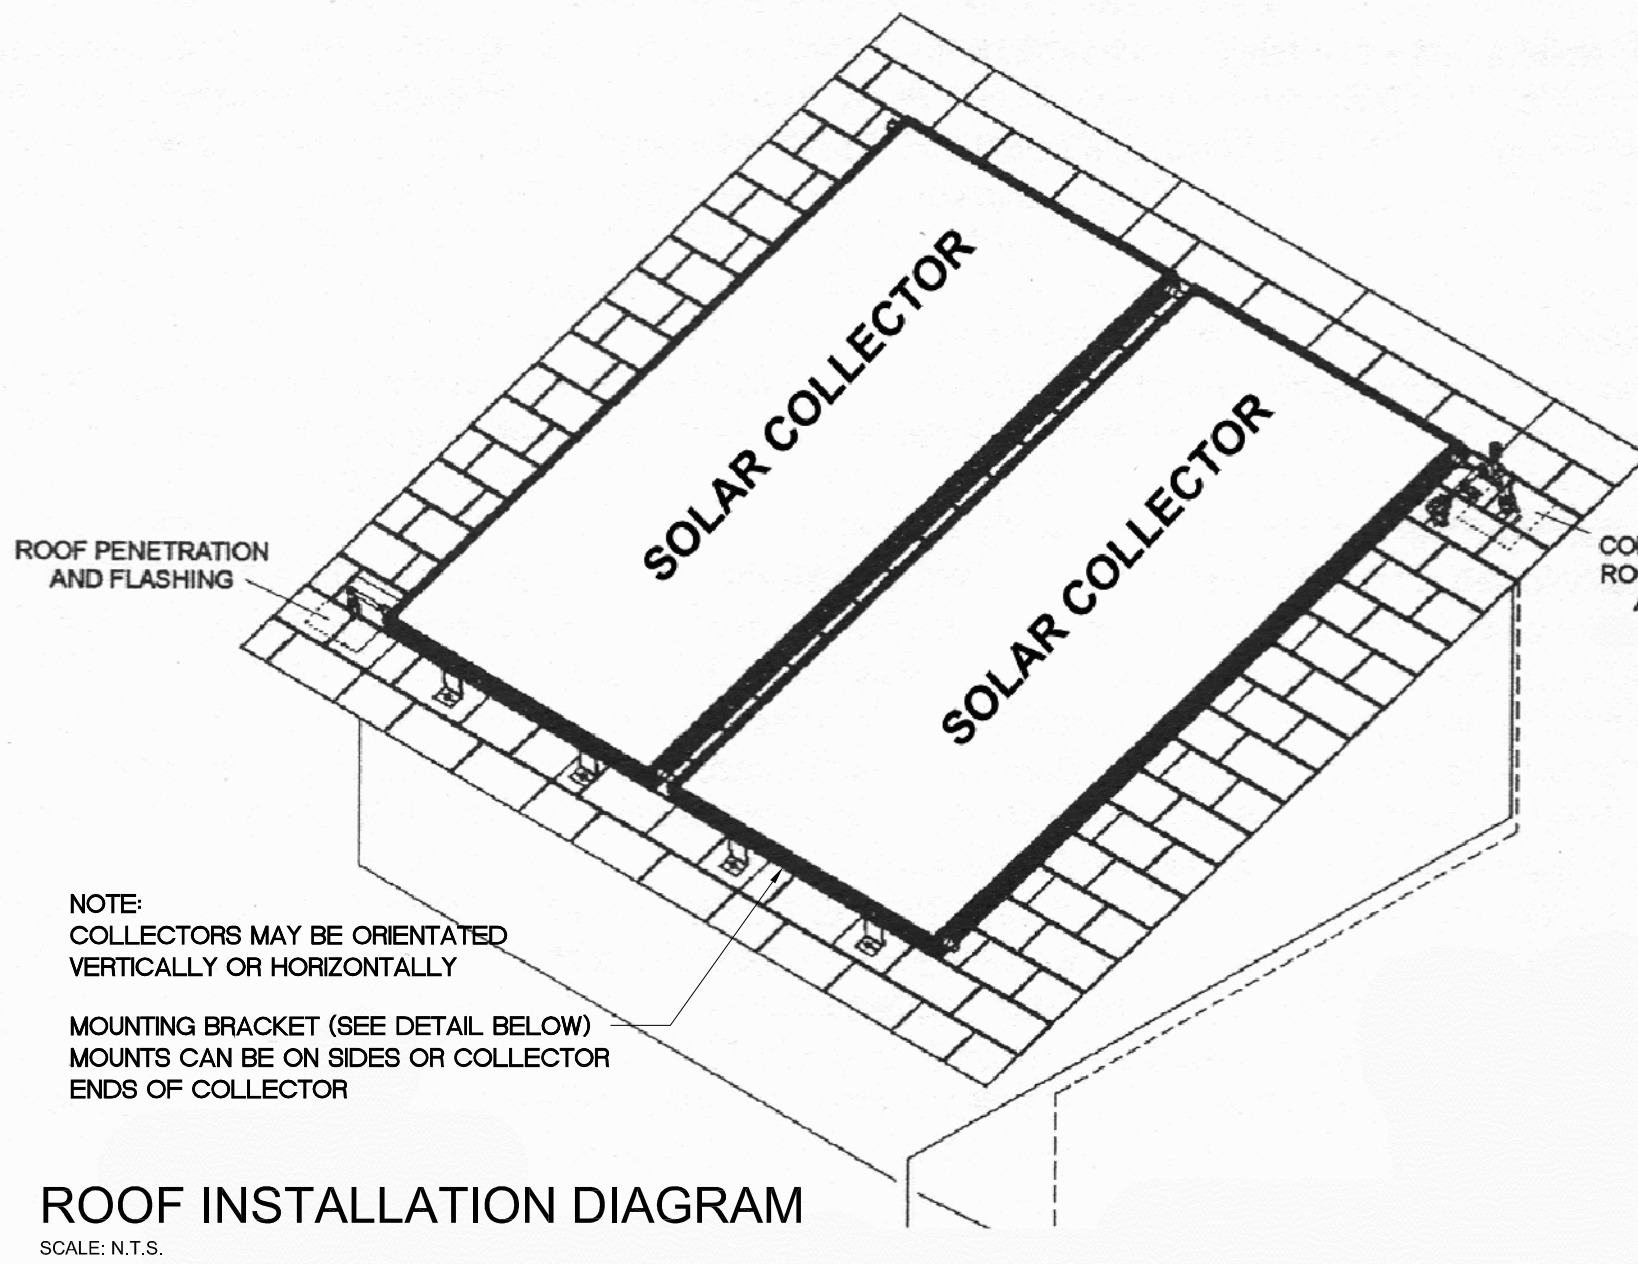 SOLAR COLLECTOR
SOLAR COLLECTOR
ROOF PENETRATION
AND FLASHING
NOTE:
COLLECTORS MAY BE ORIENTATED
VERTICALLY OR HORIZONTALLY
MOUNTING BRACKET (SEE DETAIL BELOW)
MOUNTS CAN BE ON SIDES OR COLLECTOR
ENDS OF COLLECTOR
ROOF INSTALLATION DIAGRAM
SCALE: N.T.S.